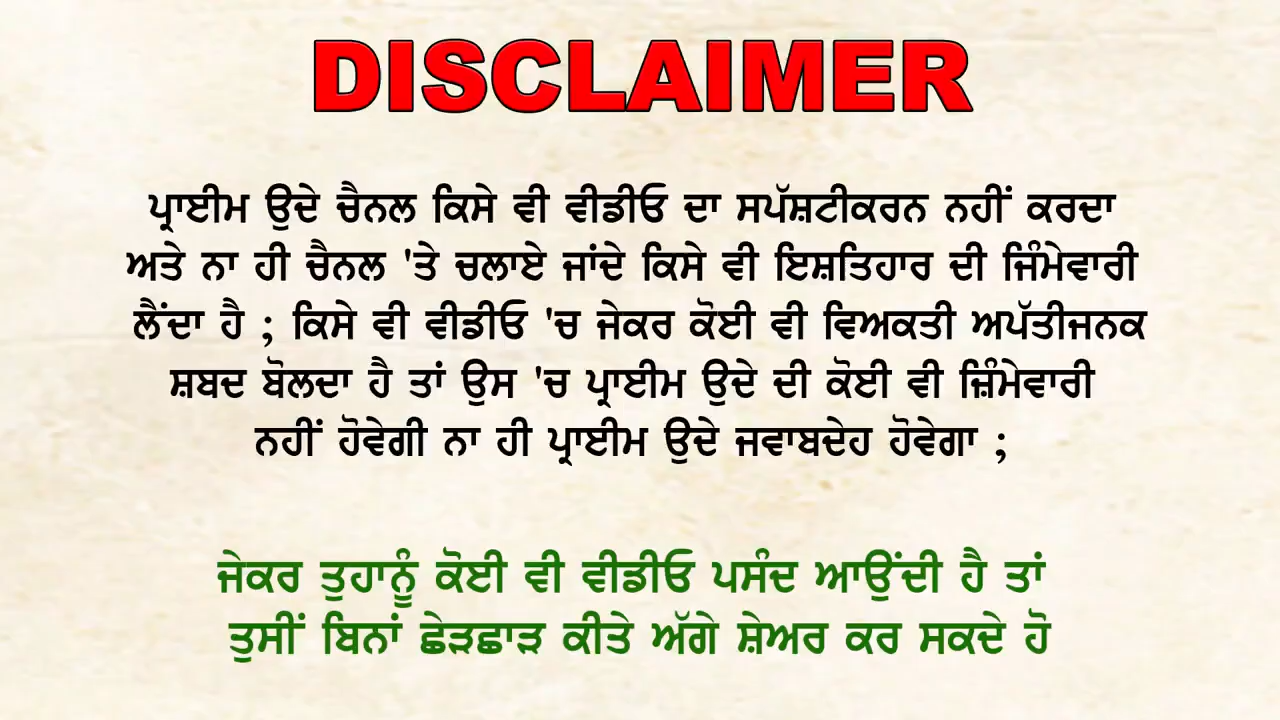 DISCLAIMER
ਪ੍ਰਾਈਮ ਉਦੇ ਚੈਨਲ ਕਿਸੇ ਵੀ ਵੀਡੀਓ ਦਾ ਸਪੱਸ਼ਟੀਕਰਨ ਨਹੀਂ ਕਰਦਾ
ਅਤੇ ਨਾ ਹੀ ਚੈਨਲ 'ਤੇ ਚਲਾਏ ਜਾਂਦੇ ਕਿਸੇ ਵੀ ਇਸ਼ਤਿਹਾਰ ਦੀ ਜਿੰਮੇਵਾਰੀ
ਲੈਂਦਾ ਹੈ ; ਕਿਸੇ ਵੀ ਵੀਡੀਓ 'ਚ ਜੇਕਰ ਕੋਈ ਵੀ ਵਿਅਕਤੀ ਅਪੱਤੀਜਨਕ
ਸ਼ਬਦ ਬੋਲਦਾ ਹੈ ਤਾਂ ਉਸ 'ਚ ਪ੍ਰਾਈਮ ਉਦੇ ਦੀ ਕੋਈ ਵੀ ਜ਼ਿੰਮੇਵਾਰੀ
ਨਹੀਂ ਹੋਵੇਗੀ ਨਾ ਹੀ ਪ੍ਰਾਈਮ ਉਦੇ ਜਵਾਬਦੇਹ ਹੋਵੇਗਾ ;
ਜੇਕਰ ਤੁਹਾਨੂੰ ਕੋਈ ਵੀ ਵੀਡੀਓ ਪਸੰਦ ਆਉਂਦੀ ਹੈ ਤਾਂ
ਤੁਸੀਂ ਬਿਨਾਂ ਛੇੜਛਾੜ ਕੀਤੇ ਅੱਗੇ ਸ਼ੇਅਰ ਕਰ ਸਕਦੇ ਹੋ